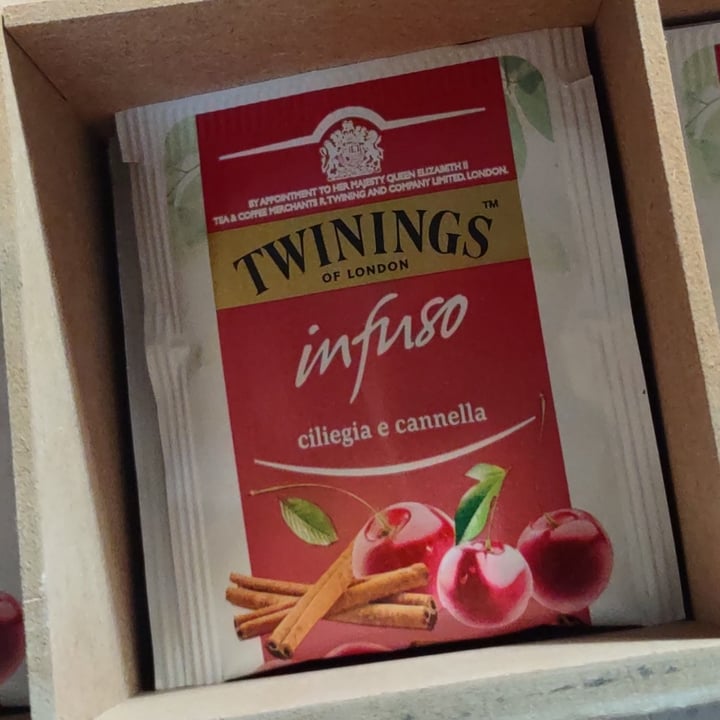 BY APPOINTMENT TO HER MAJESTY QUEEN ELIZABETH II
TEA & COFFEE MERCHANTS R. TWINING AND COMPANY LIMITED, LONDON.
TWININGS™
OF LONDON
infuso
ciliegia e cannella